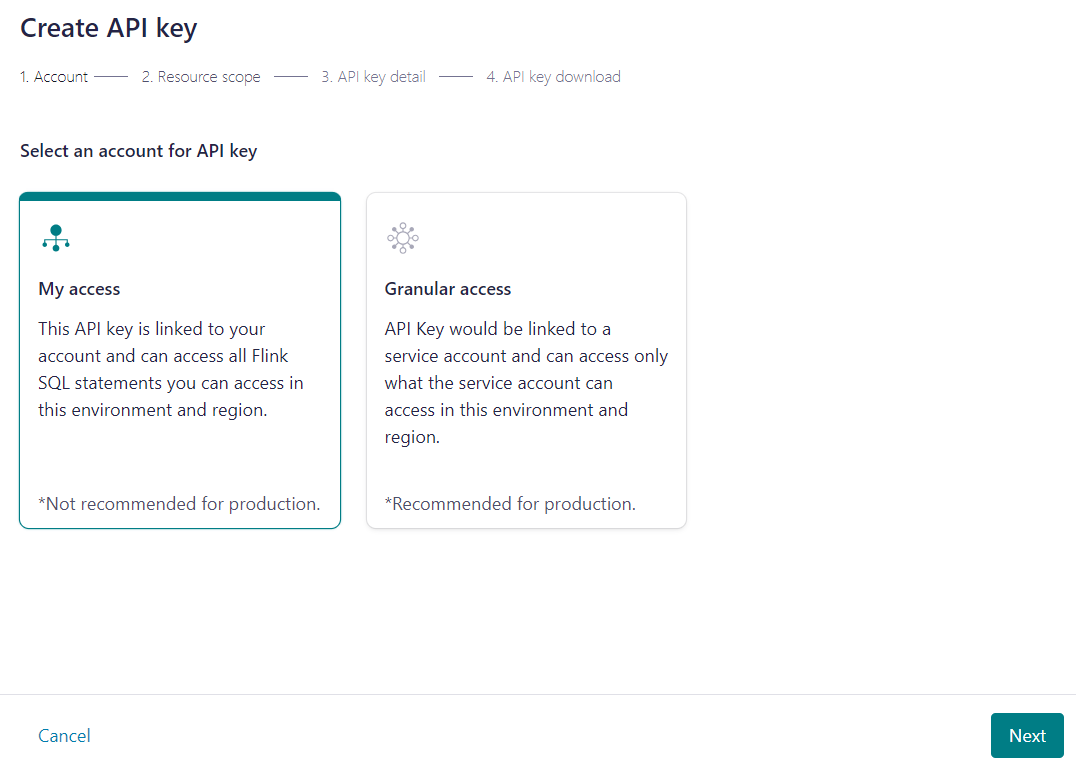 Create API key
1. Account 2. Resource scope 3. API key detail 4. API key download
Select an account for API key
My access
This API key is linked to your
account and can access all Flink
SQL statements you can access in
this environment and region.
*Not recommended for production.
Granular access
API Key would be linked to a
service account and can access only
what the service account can
access in this environment and
region.
*Recommended for production.
Cancel
Next